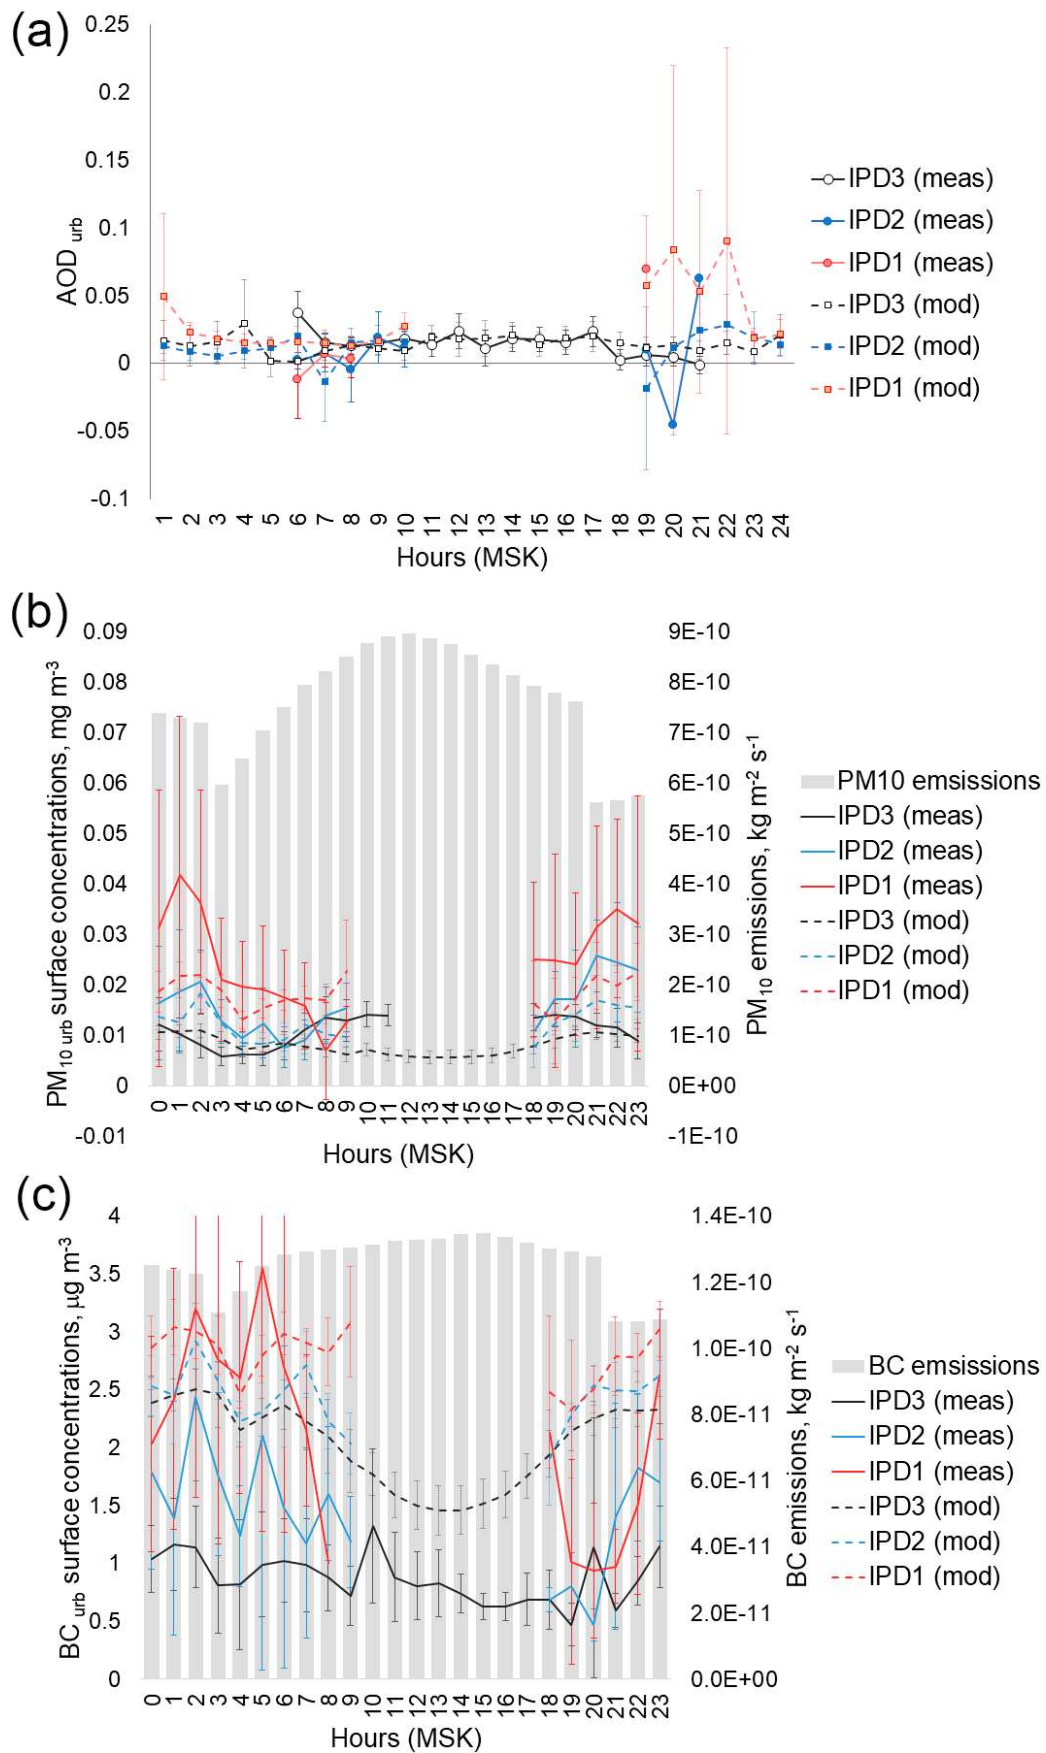 (a)
0.25
0.2
0.15
0.1
0.05
0
-0.05
-0.1
AOD urb
1 2 3 4 5 6 7 8 9 10 11 12 13 14 15 16 17 18 19 20 21 22 23 24
Hours (MSK)
IPD3 (meas)
IPD2 (meas)
IPD1 (meas)
IPD3 (mod)
IPD2 (mod)
IPD1 (mod)
(b)
0.09
0.08
0.07
0.06
0.05
0.04
0.03
0.02
0.01
0
-0.01
PM10 urb surface concentrations, mg m-3
9E-10
8E-10
7E-10
6E-10
5E-10
4E-10
3E-10
2E-10
1E-10
0E+00
-1E-10
PM10 emissions, kg m-2 s-1
0 1 2 3 4 5 6 7 8 9 10 11 12 13 14 15 16 17 18 19 20 21 22 23
Hours (MSK)
PM10 emsissions
IPD3 (meas)
IPD2 (meas)
IPD1 (meas)
IPD3 (mod)
IPD2 (mod)
IPD1 (mod)
(c)
4
3.5
3
2.5
2
1.5
1
0.5
0
BC urb surface concentrations, µg m-3
1.4E-10
1.2E-10
1.0E-10
8.0E-11
6.0E-11
4.0E-11
2.0E-11
0.0E+00
BC emissions, kg m-2 s-1
0 1 2 3 4 5 6 7 8 9 10 11 12 13 14 15 16 17 18 19 20 21 22 23
Hours (MSK)
BC emsissions
IPD3 (meas)
IPD2 (meas)
IPD1 (meas)
IPD3 (mod)
IPD2 (mod)
IPD1 (mod)